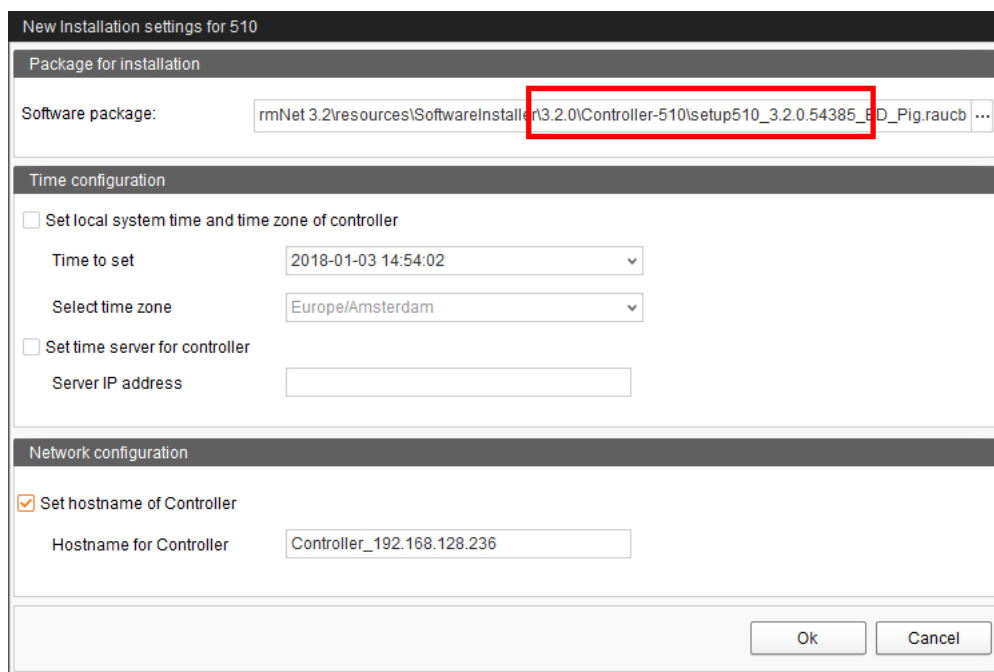 New Installation settings for 510
Package for installation
Software package: rmNet 3.2\resources\SoftwareInstaller\3.2.0\Controller-510\setup510_3.2.0.54385_BD_Pig.raucb ...
Time configuration
Set local system time and time zone of controller
Time to set 2018-01-03 14:54:02
Select time zone Europe/Amsterdam
Set time server for controller
Server IP address
Network configuration
Set hostname of Controller
Hostname for Controller Controller_192.168.128.236
Ok Cancel